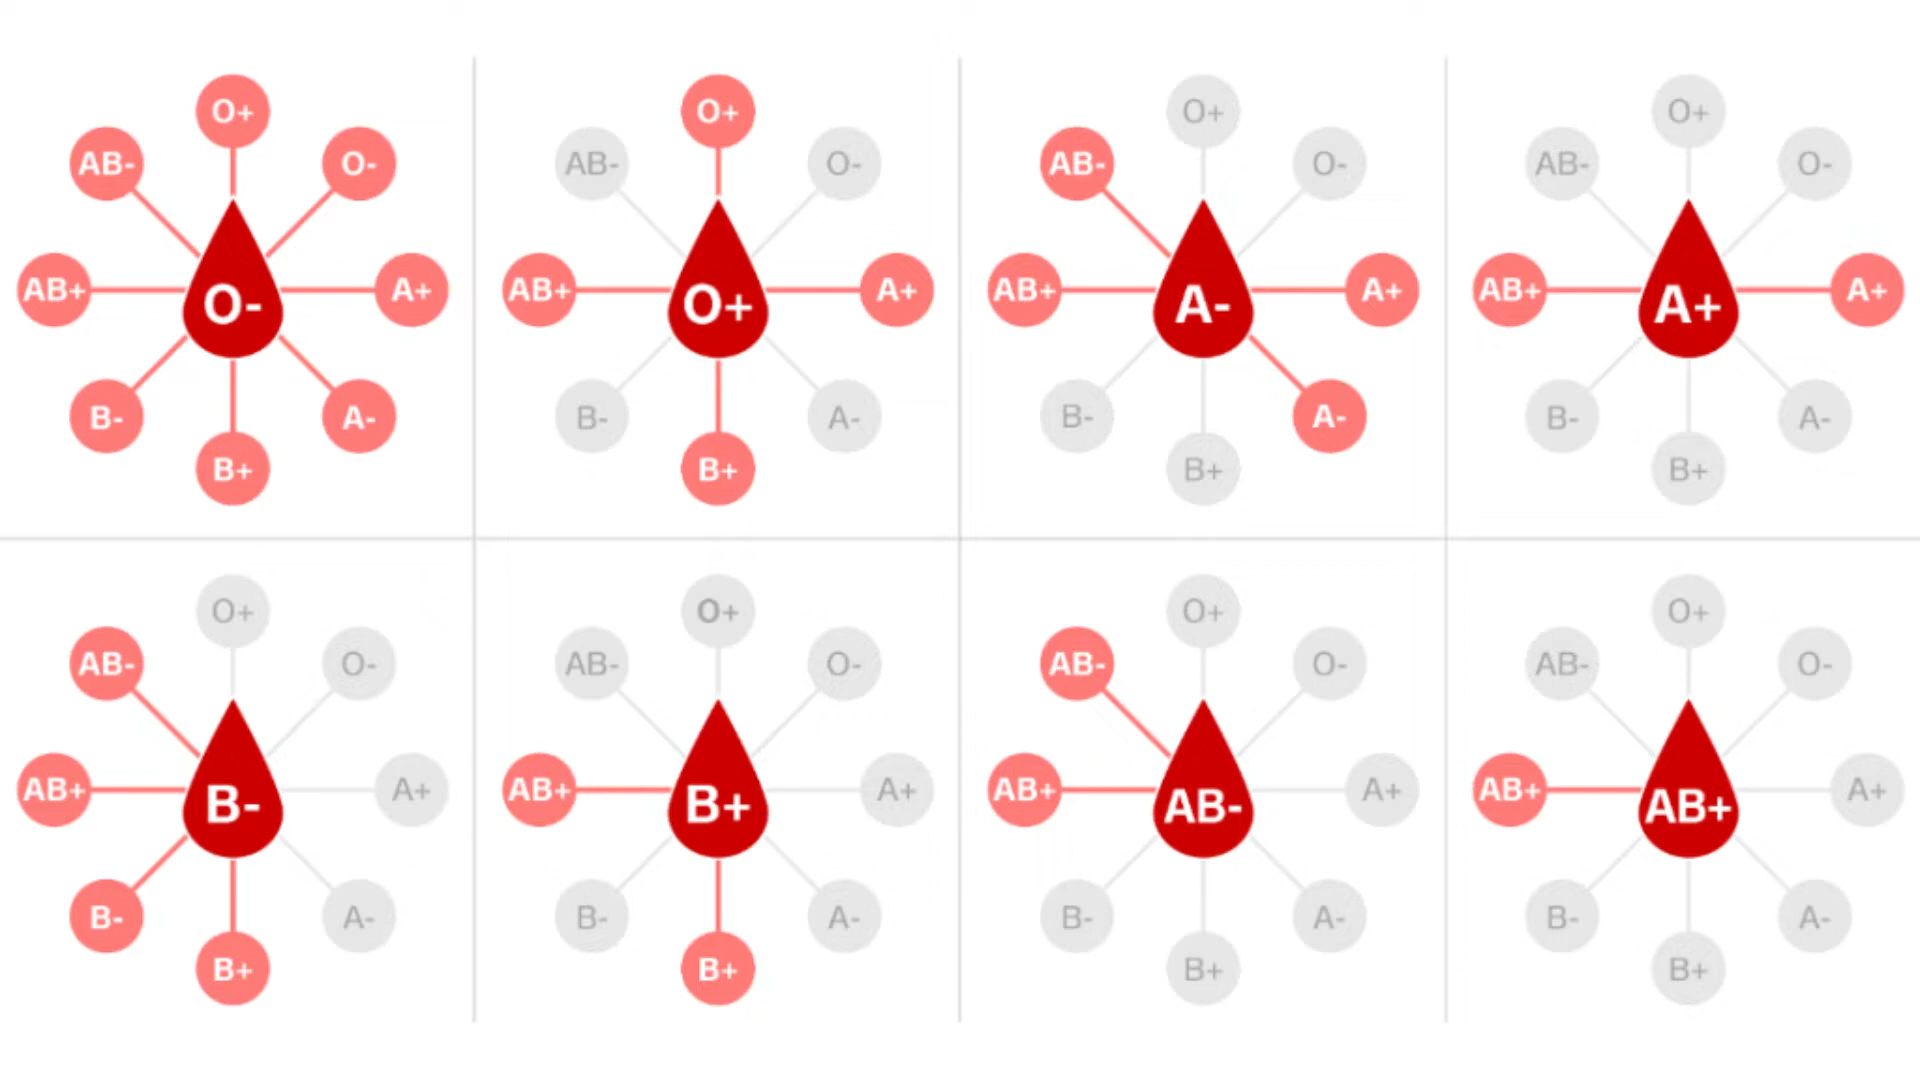 O+ O+ O+ O+
AB- O- AB- O- AB- O- AB- O-
AB+ O- A+ AB+ O+ A+ AB+ A- A+ AB+ A+ A+
B- A- B- A- B- A- B- A-
B+ B+ B+ B+
O+ O+ O+ O+
AB- O- AB- O- AB- O- AB- O-
AB+ B- A+ AB+ B+ A+ AB+ AB- A+ AB+ AB+ A+
B- A- B- A- B- A- B- A-
B+ B+ B+ B+